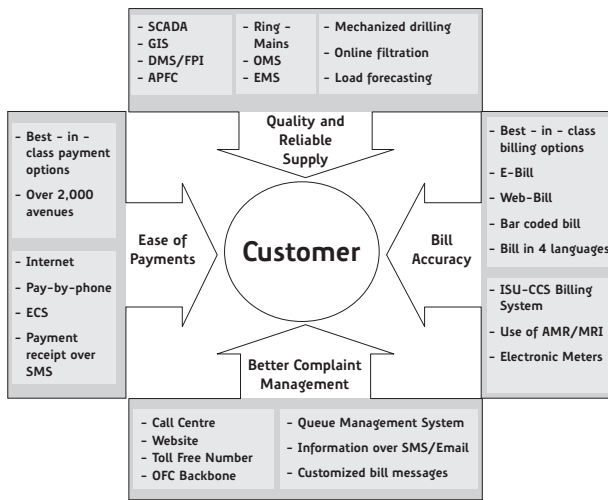 - SCADA
- GIS
- DMS/FPI
- APFC
- Ring -
Mains
- OMS
- EMS
- Mechanized drilling
- Online filtration
- Load forecasting
Quality and
Reliable
Supply
- Best - in -
class payment
options
- Over 2,000
avenues
- Internet
- Pay-by-phone
- ECS
- Payment
receipt over
SMS
Ease of
Payments
Customer
Bill
Accuracy
- Best - in - class
billing options
- E-Bill
- Web-Bill
- Bar coded bill
- Bill in 4 languages
- ISU-CCS Billing
System
- Use of AMR/MRI
- Electronic Meters
Better Complaint
Management
- Call Centre
- Website
- Toll Free Number
- OFC Backbone
- Queue Management System
- Information over SMS/Email
- Customized bill messages